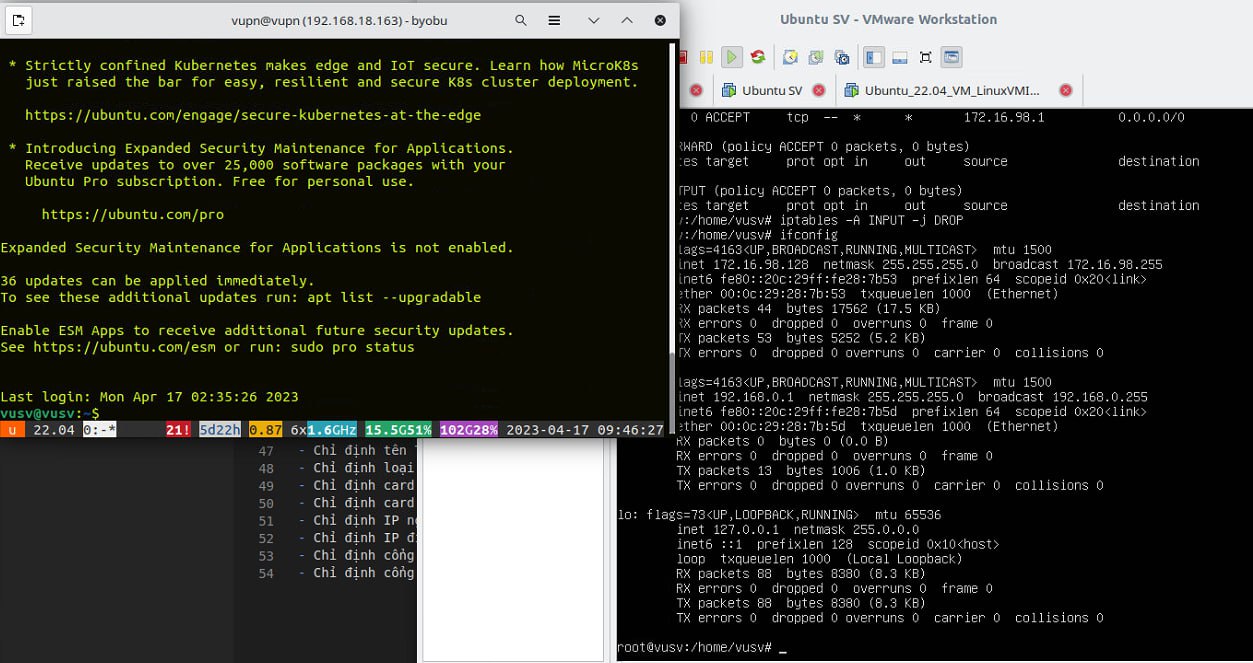 vupn@vupn (192.168.18.163) - byobu
* Strictly confined Kubernetes makes edge and IoT secure. Learn how MicroK8s
just raised the bar for easy, resilient and secure K8s cluster deployment.
https://ubuntu.com/engage/secure-kubernetes-at-the-edge
* Introducing Expanded Security Maintenance for Applications.
Receive updates to over 25,000 software packages with your
Ubuntu Pro subscription. Free for personal use.
https://ubuntu.com/pro
Expanded Security Maintenance for Applications is not enabled.
36 updates can be applied immediately.
To see these additional updates run: apt list --upgradable
Enable ESM Apps to receive additional future security updates.
See https://ubuntu.com/esm or run: sudo pro status
Last login: Mon Apr 17 02:35:26 2023
vusv@vusv:~$
u 22.04 0:-* 21! 5d22h 0.87 6x1.6GHz 15.5G51% 102G28% 2023-04-17 09:46:27
47 - Chỉ định tên
48 - Chỉ định loại
49 - Chỉ định card
50 - Chỉ định card
51 - Chỉ định IP
52 - Chỉ định IP
53 - Chỉ định cổng
54 - Chỉ định cổng
Ubuntu SV - VMware Workstation
Ubuntu SV Ubuntu_22.04_VM_LinuxVMI...
0 ACCEPT tcp -- * * 172.16.98.1 0.0.0.0/0
RWARD (policy ACCEPT 0 packets, 0 bytes)
es target prot opt in out source destination
TPUT (policy ACCEPT 0 packets, 0 bytes)
es target prot opt in out source destination
:/home/vusv# iptables -A INPUT -j DROP
:/home/vusv# ifconfig
lags=4163<UP,BROADCAST,RUNNING,MULTICAST> mtu 1500
inet 172.16.98.128 netmask 255.255.255.0 broadcast 172.16.98.255
inet6 fe80::20c:29ff:fe28:7b53 prefixlen 64 scopeid 0x20<link>
ether 00:0c:29:28:7b:53 txqueuelen 1000 (Ethernet)
RX packets 44 bytes 17562 (17.5 KB)
RX errors 0 dropped 0 overruns 0 frame 0
TX packets 53 bytes 5252 (5.2 KB)
TX errors 0 dropped 0 overruns 0 carrier 0 collisions 0
lags=4163<UP,BROADCAST,RUNNING,MULTICAST> mtu 1500
inet 192.168.0.1 netmask 255.255.255.0 broadcast 192.168.0.255
inet6 fe80::20c:29ff:fe28:7b5d prefixlen 64 scopeid 0x20<link>
ether 00:0c:29:28:7b:5d txqueuelen 1000 (Ethernet)
RX packets 0 bytes 0 (0.0 B)
RX errors 0 dropped 0 overruns 0 frame 0
TX packets 13 bytes 1006 (1.0 KB)
TX errors 0 dropped 0 overruns 0 carrier 0 collisions 0
lo: flags=73<UP,LOOPBACK,RUNNING> mtu 65536
inet 127.0.0.1 netmask 255.0.0.0
inet6 ::1 prefixlen 128 scopeid 0x10<host>
loop txqueuelen 1000 (Local Loopback)
RX packets 88 bytes 8380 (8.3 KB)
RX errors 0 dropped 0 overruns 0 frame 0
TX packets 88 bytes 8380 (8.3 KB)
TX errors 0 dropped 0 overruns 0 carrier 0 collisions 0
root@vusv:/home/vusv# _